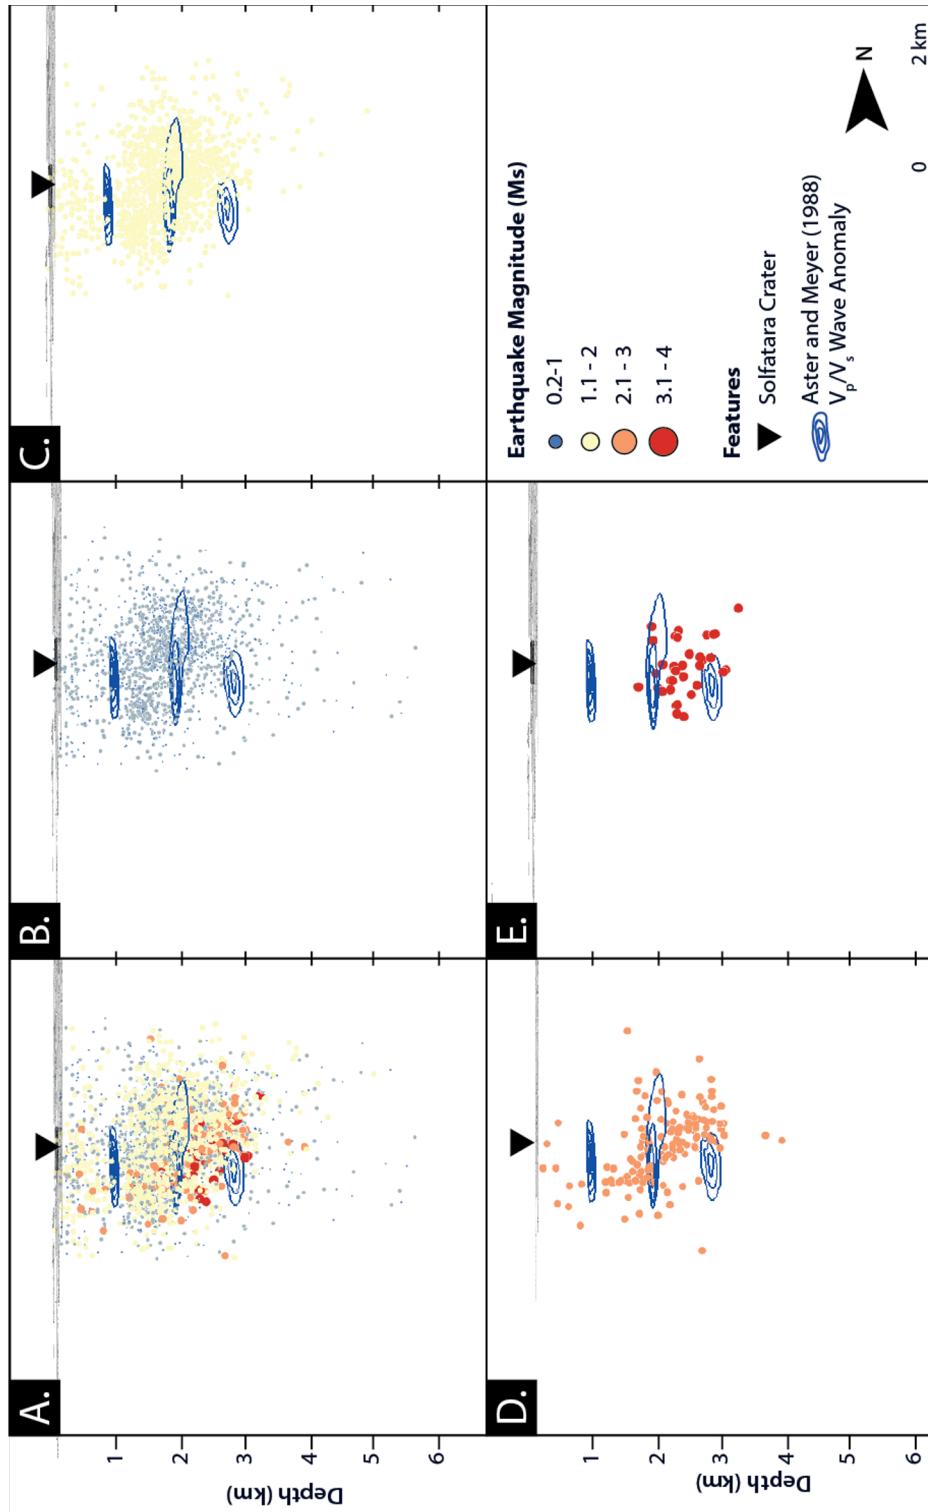 A.
B.
C.
1
2
3
4
5
6
Depth (km)
D.
E.
1
2
3
4
5
6
Depth (km)
Earthquake Magnitude (Ms)
0.2-1
1.1 - 2
2.1 - 3
3.1 - 4
Features
Solfatara Crater
Aster and Meyer (1988)
Vp/Vs Wave Anomaly
N
0 2 km